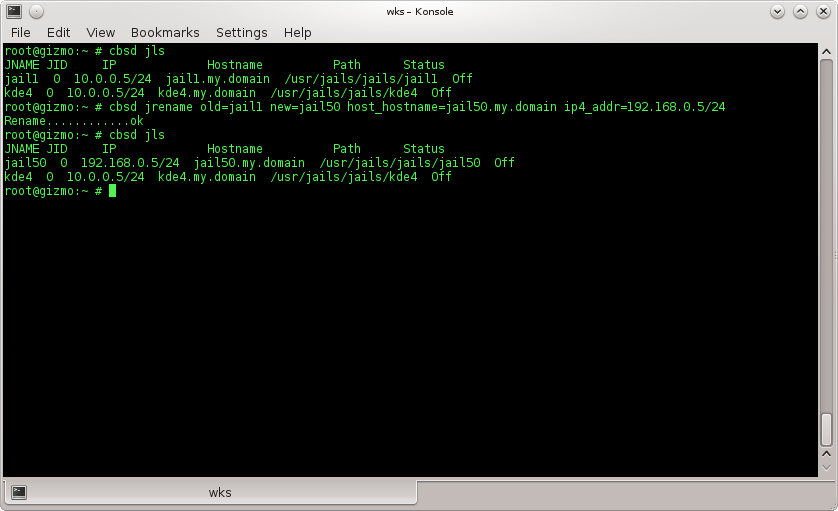 wks – Konsole
File Edit View Bookmarks Settings Help
root@gizmo:~ # cbsd jls
JNAME JID     IP             Hostname          Path      Status
jail1  0  10.0.0.5/24  jail1.my.domain  /usr/jails/jails/jail1  Off
kde4  0  10.0.0.5/24  kde4.my.domain  /usr/jails/jails/kde4  Off
root@gizmo:~ # cbsd jrename old=jail1 new=jail50 host_hostname=jail50.my.domain ip4_addr=192.168.0.5/24
Rename............ok
root@gizmo:~ # cbsd jls
JNAME JID     IP             Hostname          Path      Status
jail50  0  192.168.0.5/24  jail50.my.domain  /usr/jails/jails/jail50  Off
kde4  0  10.0.0.5/24  kde4.my.domain  /usr/jails/jails/kde4  Off
root@gizmo:~ #
wks